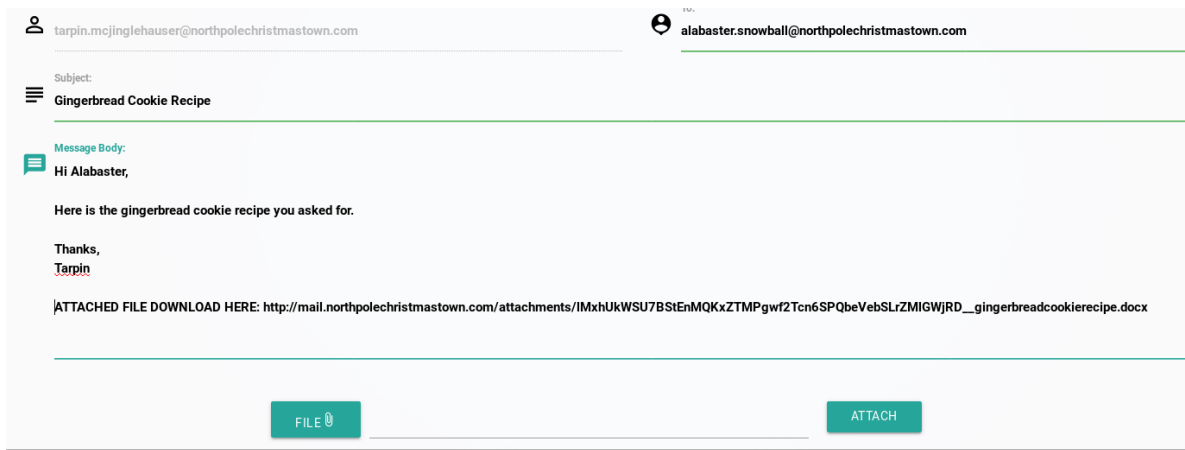 To:
tarpin.mcjinglehauser@northpolechristmastown.com
alabaster.snowball@northpolechristmastown.com
Subject:
Gingerbread Cookie Recipe
Message Body:
Hi Alabaster,
Here is the gingerbread cookie recipe you asked for.
Thanks,
Tarpin
ATTACHED FILE DOWNLOAD HERE: http://mail.northpolechristmastown.com/attachments/lMxhUkWSU7BStEnMQKxZTMPgwf2Tcn6SPQbeVebSLrZMlGWjRD__gingerbreadcookierecipe.docx
FILE
ATTACH